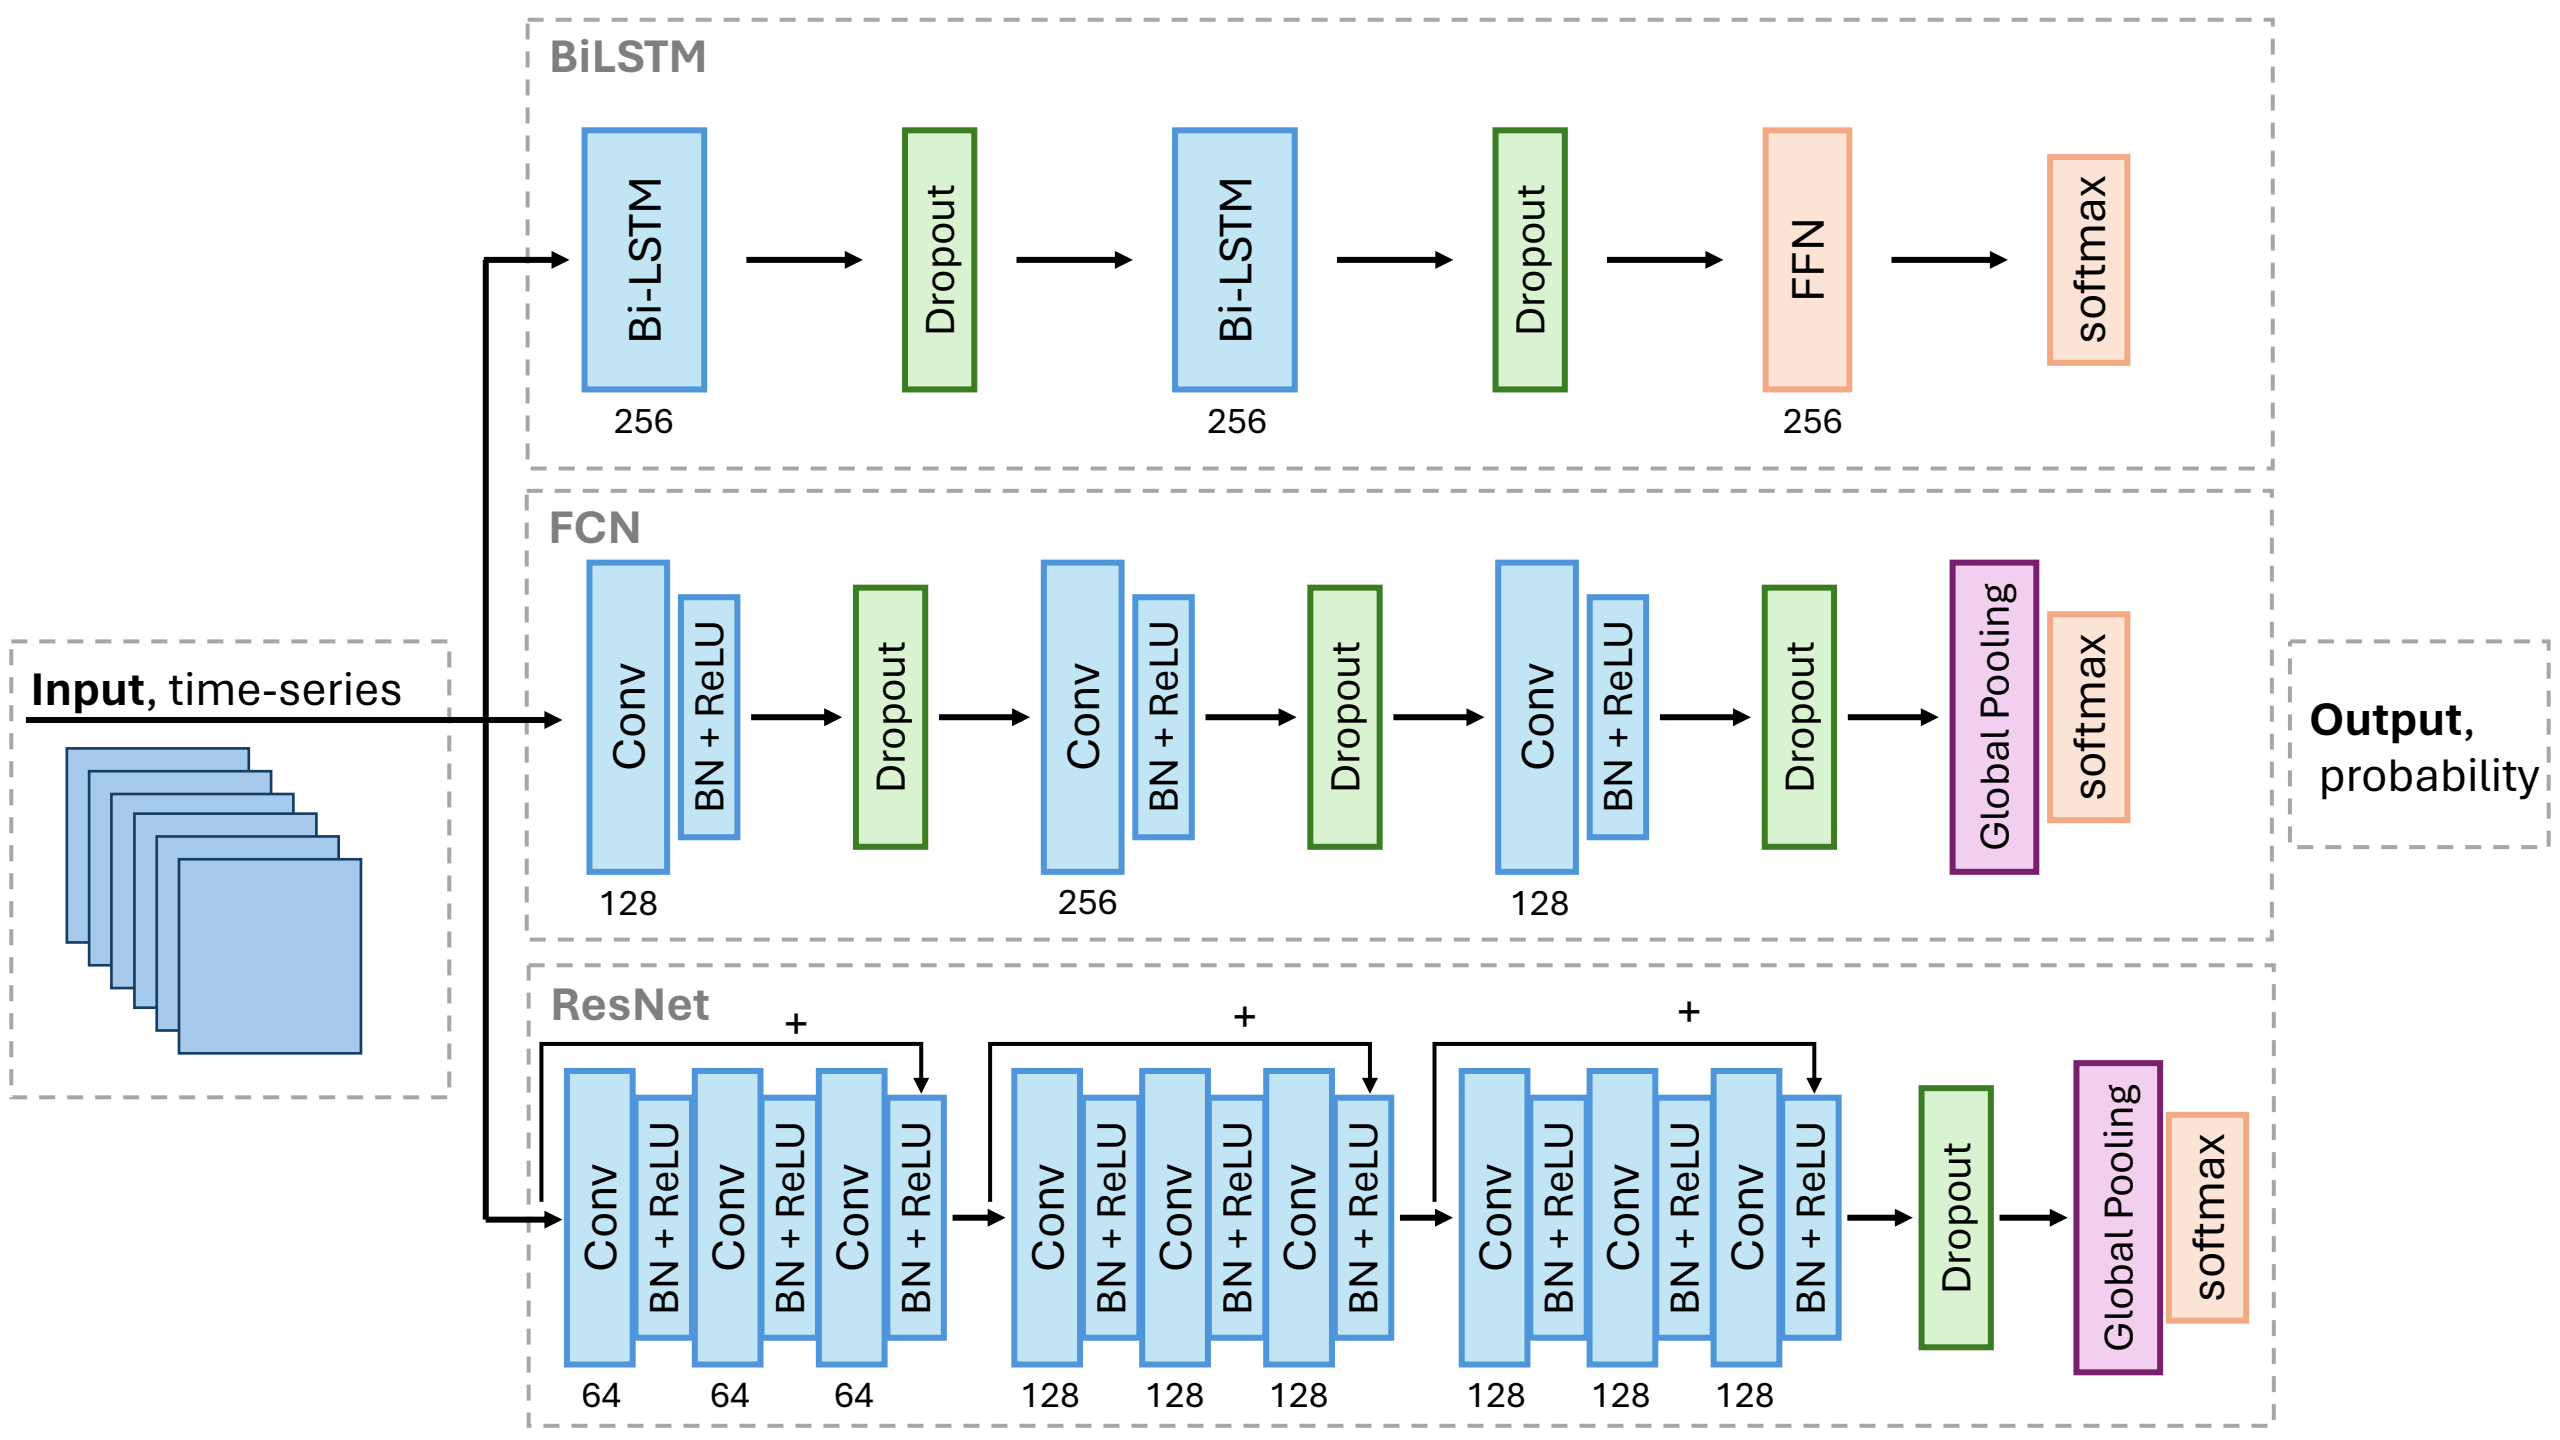 BiLSTM
Bi-LSTM
Dropout
Bi-LSTM
Dropout
FFN
softmax
256
256
256
Input, time-series
FCN
Conv
BN + ReLU
Dropout
Conv
BN + ReLU
Dropout
Conv
BN + ReLU
Dropout
Global Pooling
softmax
128
256
128
ResNet
+
+
+
Conv
BN + ReLU
Conv
BN + ReLU
Conv
BN + ReLU
Conv
BN + ReLU
Conv
BN + ReLU
Conv
BN + ReLU
Conv
BN + ReLU
Conv
BN + ReLU
Conv
BN + ReLU
Dropout
Global Pooling
softmax
64
64
64
128
128
128
128
128
128
Output,
probability